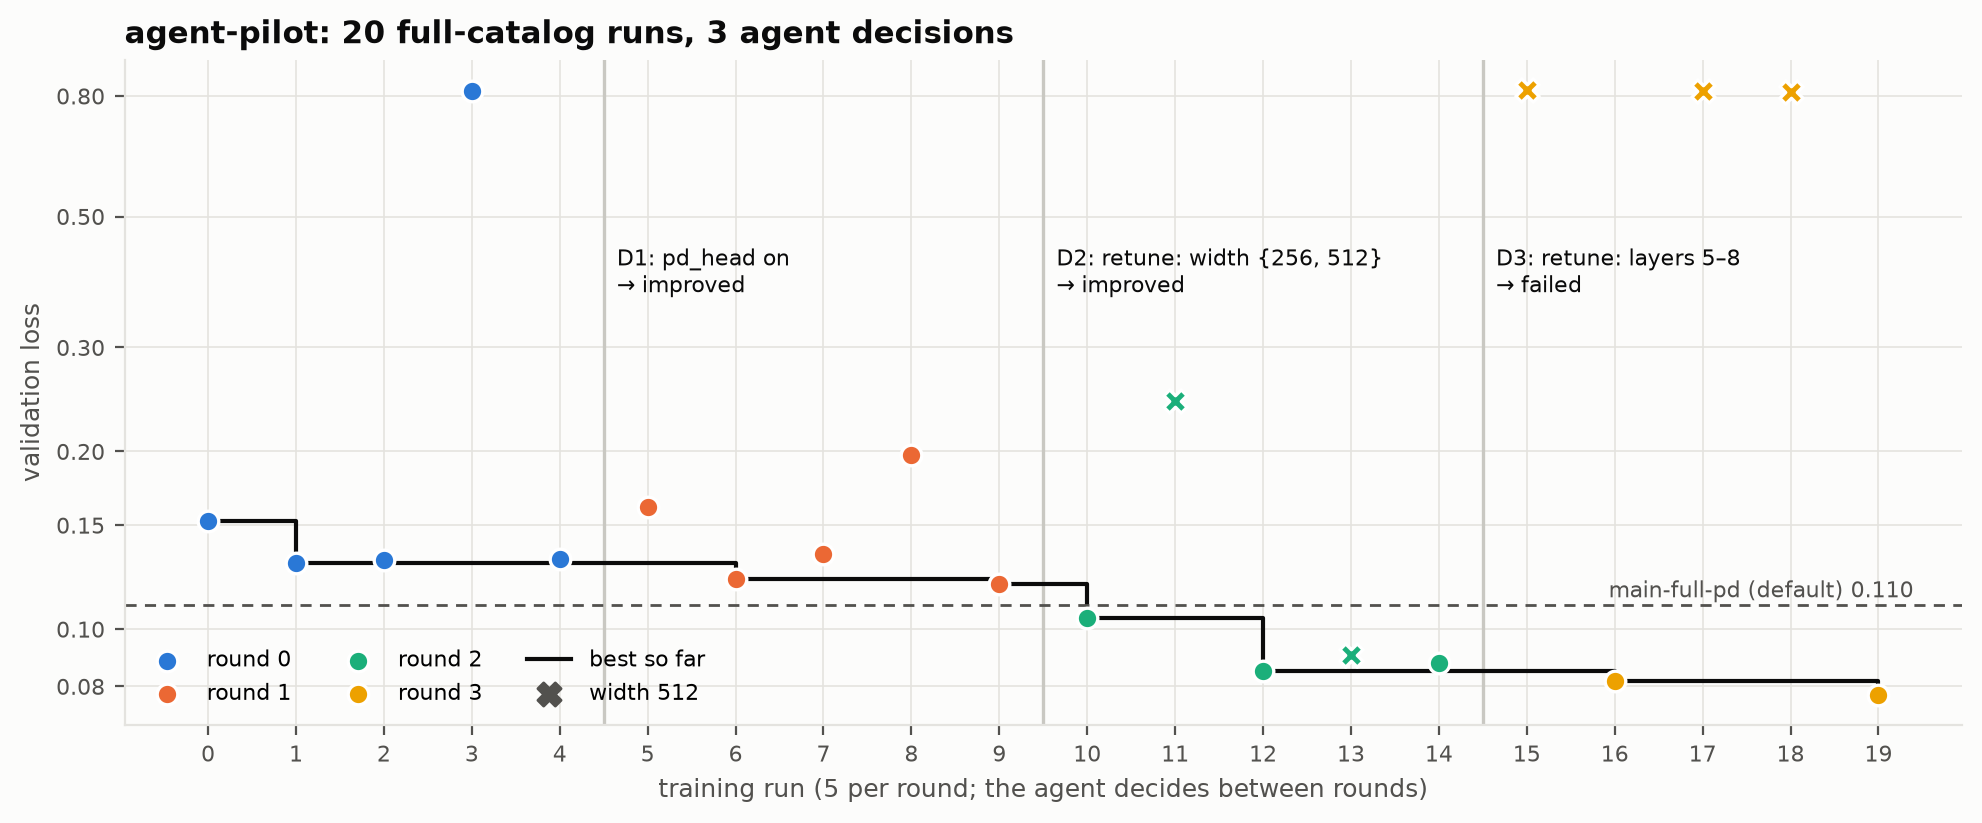 agent-pilot: 20 full-catalog runs, 3 agent decisions
validation loss
0.80
0.50
0.30
0.20
0.15
0.10
0.08
D1: pd_head on
→ improved
D2: retune: width {256, 512}
→ improved
D3: retune: layers 5–8
→ failed
main-full-pd (default) 0.110
round 0
round 1
round 2
round 3
best so far
width 512
0 1 2 3 4 5 6 7 8 9 10 11 12 13 14 15 16 17 18 19
training run (5 per round; the agent decides between rounds)